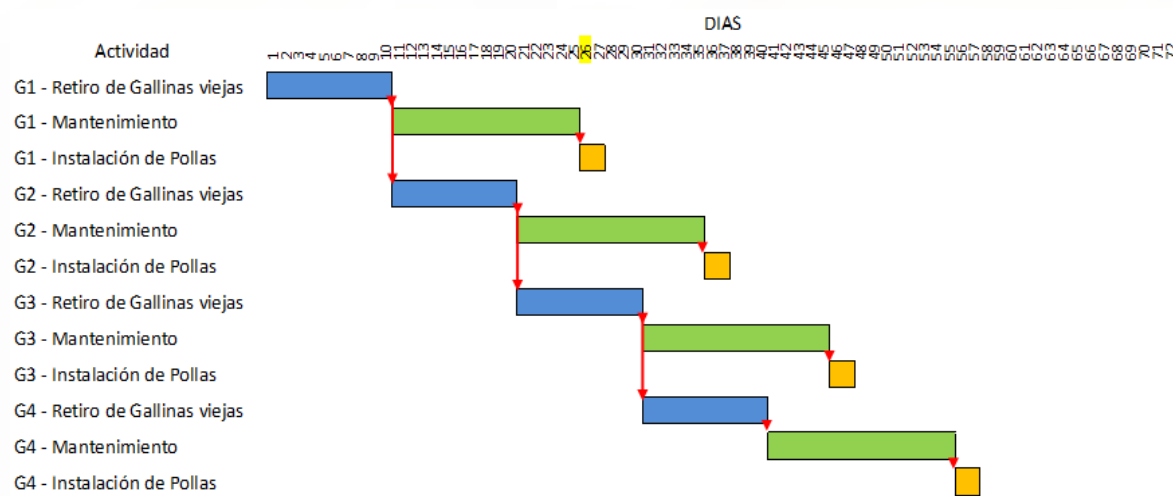 DIAS
Actividad 1 2 3 4 5 6 7 8 9 10 11 12 13 14 15 16 17 18 19 20 21 22 23 24 25 26 27 28 29 30 31 32 33 34 35 36 37 38 39 40 41 42 43 44 45 46 47 48 49 50 51 52 53 54 55 56 57 58 59 60 61 62 63 64 65 66 67 68 69 70 71 72
G1 - Retiro de Gallinas viejas
G1 - Mantenimiento
G1 - Instalación de Pollas
G2 - Retiro de Gallinas viejas
G2 - Mantenimiento
G2 - Instalación de Pollas
G3 - Retiro de Gallinas viejas
G3 - Mantenimiento
G3 - Instalación de Pollas
G4 - Retiro de Gallinas viejas
G4 - Mantenimiento
G4 - Instalación de Pollas